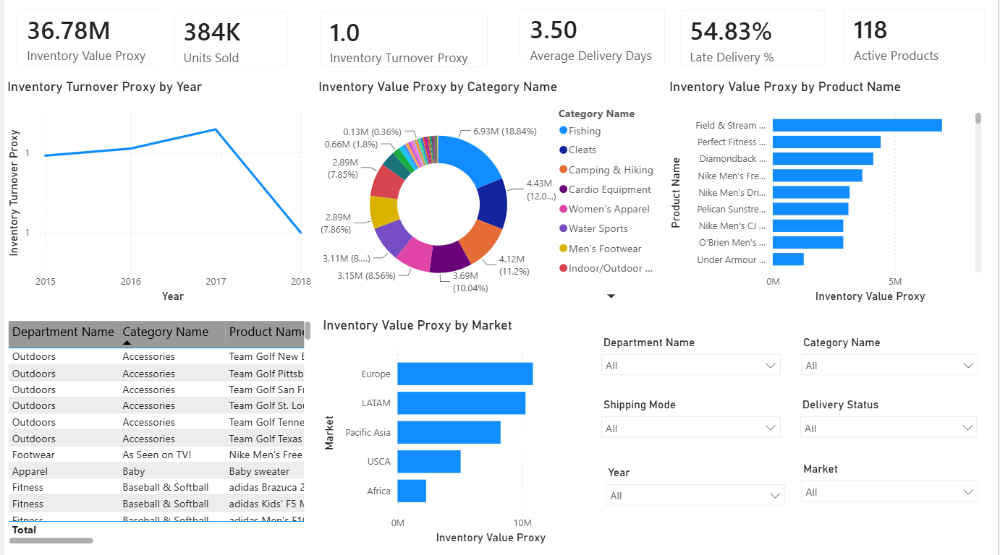 36.78M
Inventory Value Proxy
384K
Units Sold
1.0
Inventory Turnover Proxy
3.50
Average Delivery Days
54.83%
Late Delivery %
118
Active Products
Inventory Turnover Proxy by Year
Inventory Turnover Proxy
1
1
2015
2016
2017
2018
Year
Inventory Value Proxy by Category Name
0.13M (0.36%)
0.66M (1.8%)
2.89M
(7.85%)
2.89M
(7.86%)
3.11M (8....)
3.15M (8.56%)
3.69M
(10.04%)
4.12M
(11.2%)
4.43M
(12.0...)
6.93M (18.84%)
Category Name
Fishing
Cleats
Camping & Hiking
Cardio Equipment
Women's Apparel
Water Sports
Men's Footwear
Indoor/Outdoor ...
Inventory Value Proxy by Product Name
Product Name
Field & Stream ...
Perfect Fitness ...
Diamondback ...
Nike Men's Fre...
Nike Men's Dri...
Pelican Sunstre...
Nike Men's CJ ...
O'Brien Men's ...
Under Armour ...
0M
5M
Inventory Value Proxy
Department Name Category Name Product Name
Outdoors Accessories Team Golf New E
Outdoors Accessories Team Golf Pittsb
Outdoors Accessories Team Golf San Fr
Outdoors Accessories Team Golf St. Lou
Outdoors Accessories Team Golf Tenne
Outdoors Accessories Team Golf Texas
Footwear As Seen on TV! Nike Men's Free
Apparel Baby Baby sweater
Fitness Baseball & Softball adidas Brazuca 2
Fitness Baseball & Softball adidas Kids' F5 M
Fitness Baseball & Softball adidas Men's F10
Total
Inventory Value Proxy by Market
Market
Europe
LATAM
Pacific Asia
USCA
Africa
0M
10M
Inventory Value Proxy
Department Name
All
Category Name
All
Shipping Mode
All
Delivery Status
All
Year
All
Market
All